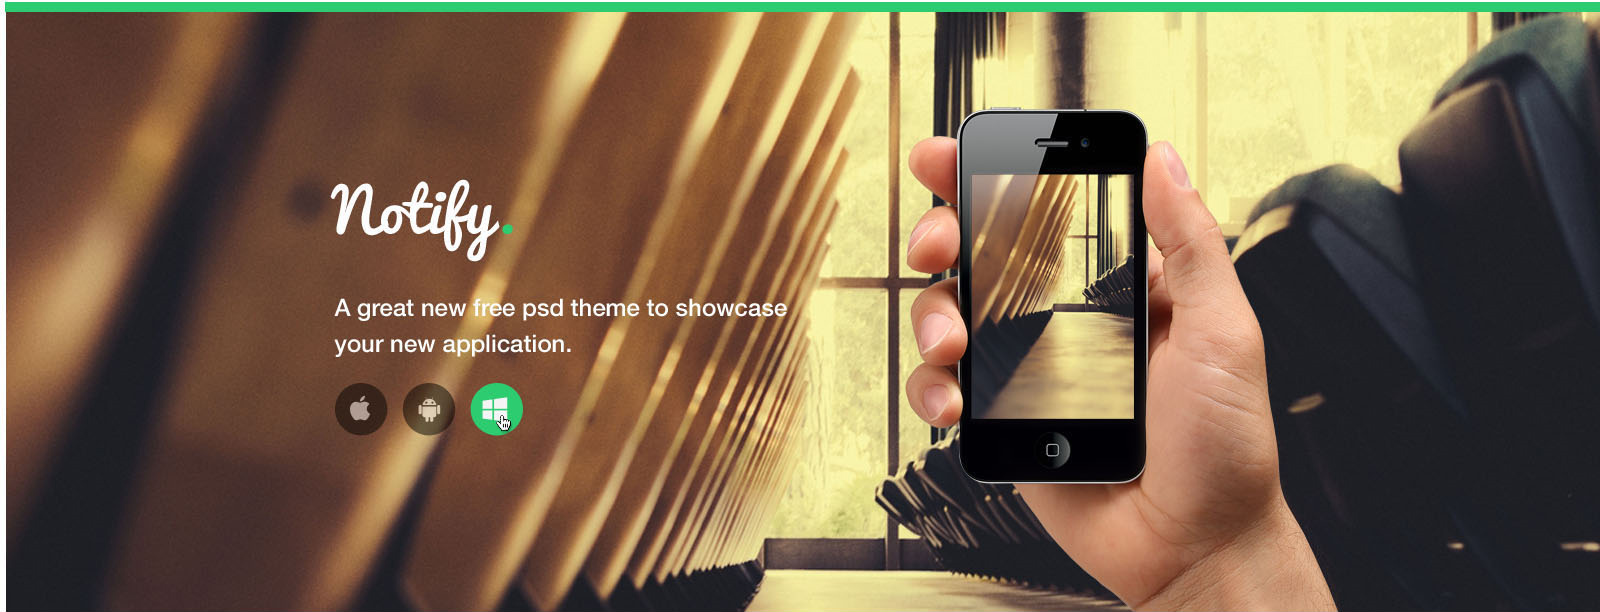 Notify.
A great new free psd theme to showcase
your new application.